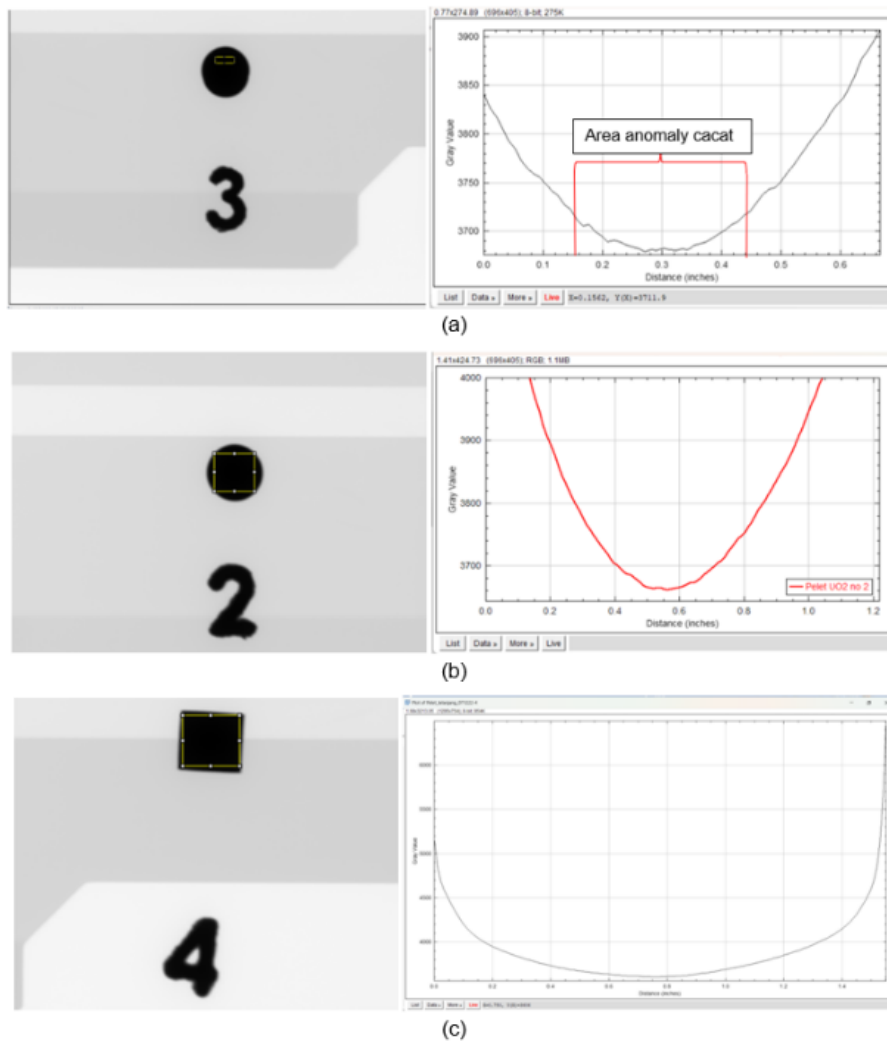 0.77x274.89 (696x405); 8-bit; 275K
3900
3850
3800
3750
3700
Gray Value
Area anomaly cacat
0.0 0.1 0.2 0.3 0.4 0.5 0.6
Distance (inches)
List Data » More » Live X=0.1562, Y(X)=3711.9
3
(a)
1.41x424.73 (696x405); RGB; 1.1MB
4000
3900
3800
3700
Gray Value
Pelet UO2 no 2
0.0 0.2 0.4 0.6 0.8 1.0 1.2
Distance (inches)
List Data » More » Live
2
(b)
Gray Value
4000
0.0 0.2 0.4 0.6 0.8 1.0 1.2 1.4
Distance (inches)
List Data » More » Live
4
(c)